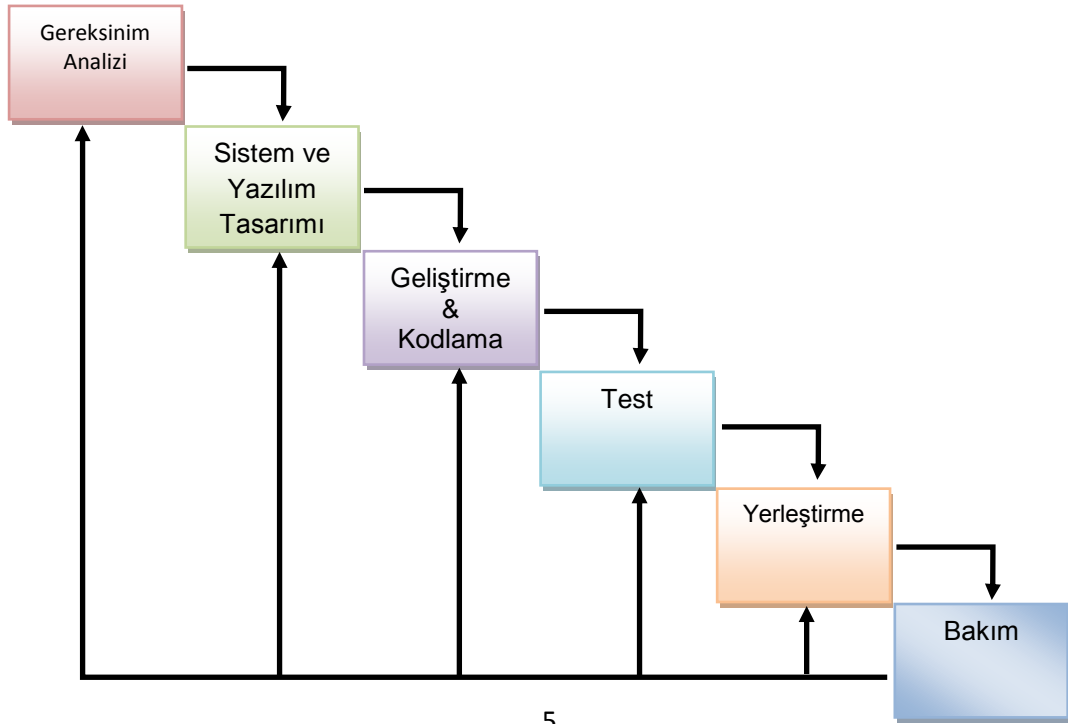 Gereksinim
Analizi
Sistem ve
Yazılım
Tasarımı
Geliştirme
&
Kodlama
Test
Yerleştirme
Bakım
5